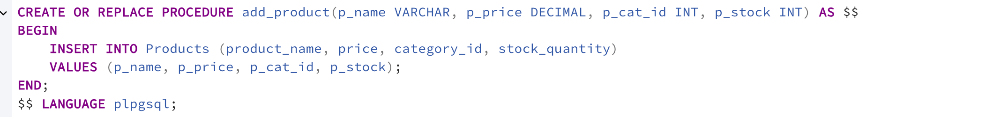 CREATE OR REPLACE PROCEDURE add_product(p_name VARCHAR, p_price DECIMAL, p_cat_id INT, p_stock INT) AS $$
BEGIN
    INSERT INTO Products (product_name, price, category_id, stock_quantity)
    VALUES (p_name, p_price, p_cat_id, p_stock);
END;
$$ LANGUAGE plpgsql;